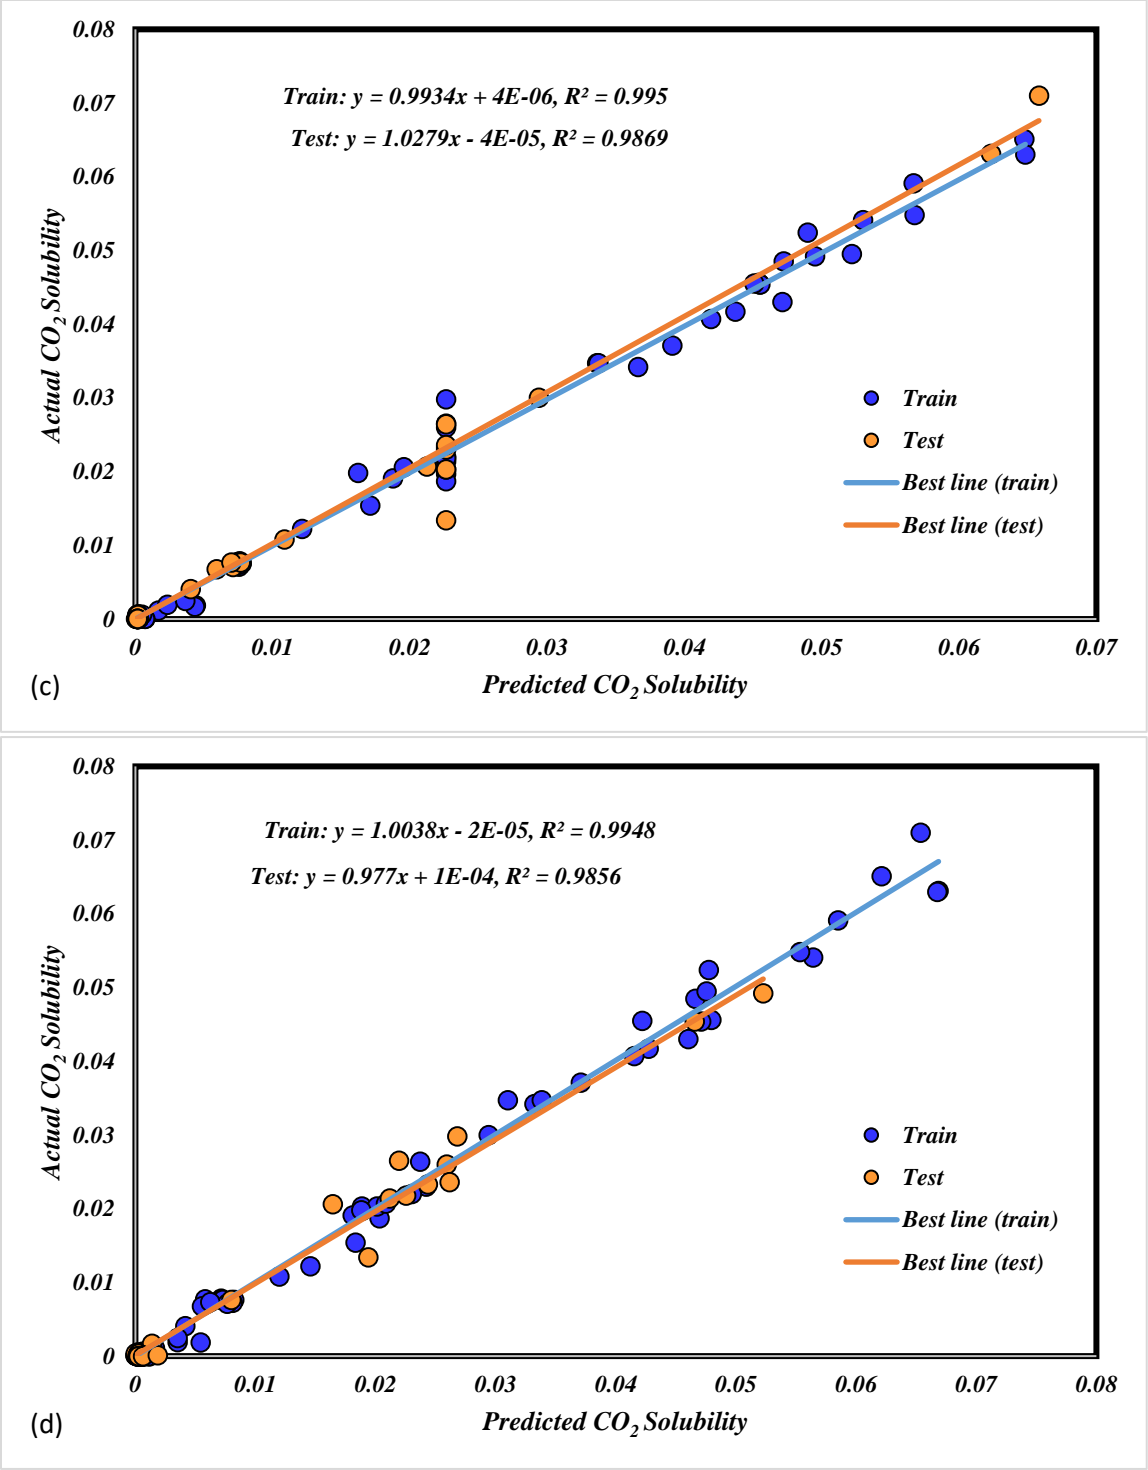 0.08
Train: y = 0.9934x + 4E-06, R² = 0.995
0.07
Test: y = 1.0279x - 4E-05, R² = 0.9869
0.06
0.05
0.04
0.03
0.02
0.01
0
Actual CO2 Solubility
Train
Test
Best line (train)
Best line (test)
0 0.01 0.02 0.03 0.04 0.05 0.06 0.07
(c) Predicted CO2 Solubility
0.08
Train: y = 1.0038x - 2E-05, R² = 0.9948
0.07
Test: y = 0.977x + 1E-04, R² = 0.9856
0.06
0.05
0.04
0.03
0.02
0.01
0
Actual CO2 Solubility
Train
Test
Best line (train)
Best line (test)
0 0.01 0.02 0.03 0.04 0.05 0.06 0.07 0.08
(d) Predicted CO2 Solubility